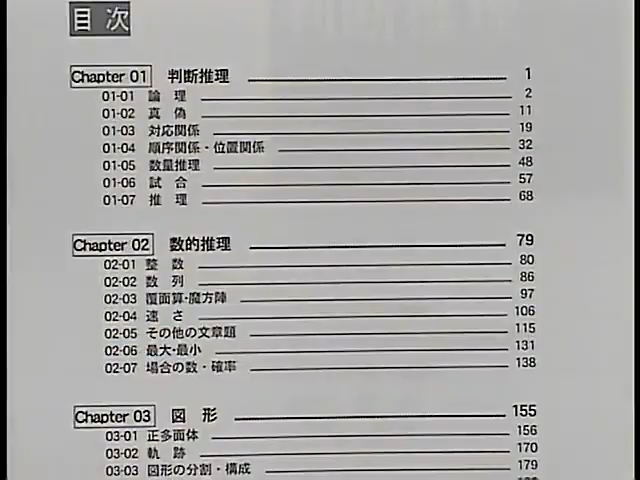 目 次
Chapter 01 判断推理 1
01-01 論 理 2
01-02 真 偽 11
01-03 対応関係 19
01-04 順序関係・位置関係 32
01-05 数量推理 48
01-06 試 合 57
01-07 推 理 68
Chapter 02 数的推理 79
02-01 整 数 80
02-02 数 列 86
02-03 覆面算・魔方陣 97
02-04 速 さ 106
02-05 その他の文章題 115
02-06 最大・最小 131
02-07 場合の数・確率 138
Chapter 03 図 形 155
03-01 正多面体 156
03-02 軌 跡 170
03-03 図形の分割・構成 179